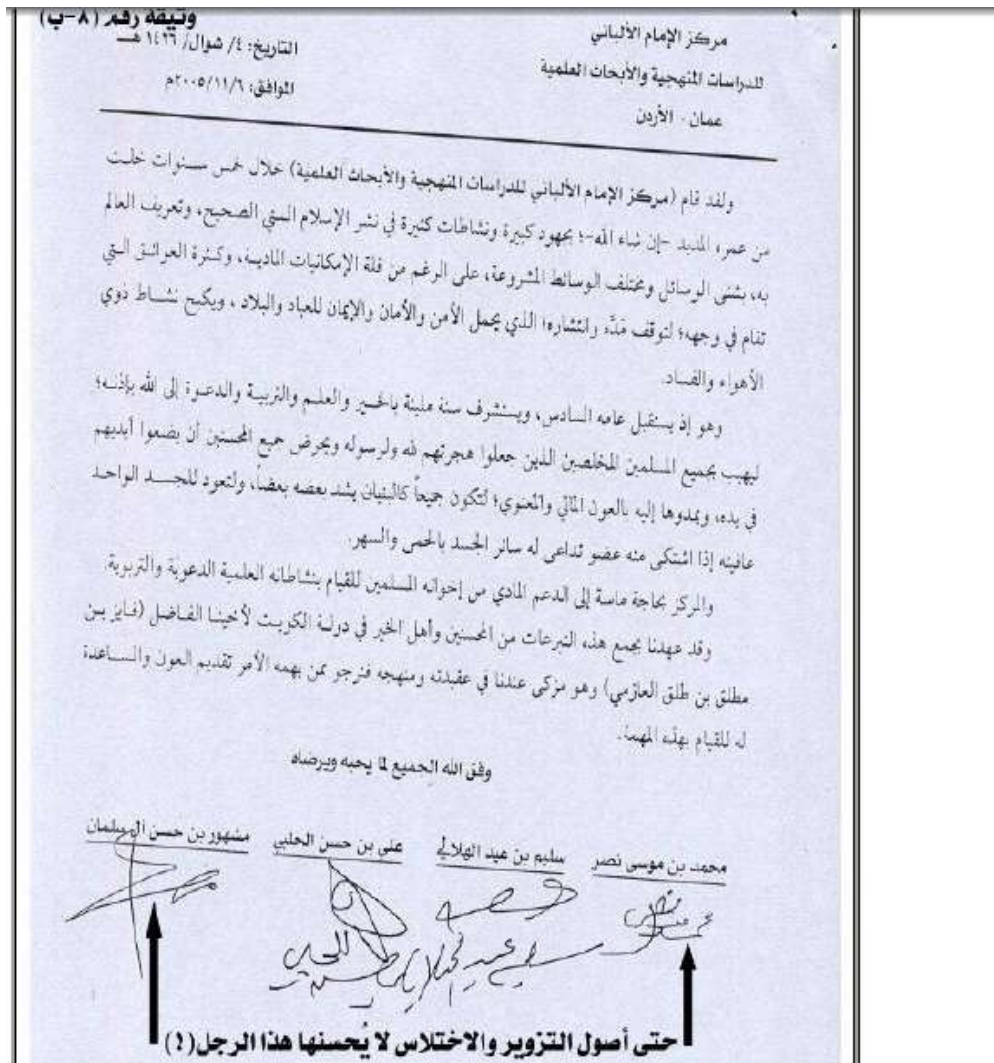 وثيقة رقم (٨-ب)
مركز الإمام الألباني
للدراسات المنهجية والأبحاث العلمية
عمان - الأردن
التاريخ: ٤/ شوال/ ١٤٢٦ هـ
الموافق: ٢٠٠٥/١١/٦م
ولقد قام (مركز الإمام الألباني للدراسات المنهجية والأبحاث العلمية) خلال خمس سنوات خلت
من عمره المديد -إن شاء الله-؛ بجهود كبيرة ونشاطات كثيرة في نشر الإسلام السني الصحيح، وتعريف العالم
به، بشتى الوسائل ومختلف الوسائط المشروعة، على الرغم من قلة الإمكانيات المادية، وكثرة العوائق التي
تقام في وجهه؛ لتوقف مَدَّه وانتشاره! الذي يحمل الأمن والأمان والإيمان للعباد والبلاد، ويكبح نشاط ذوي
الأهواء والفساد.
وهو إذ يستقبل عامه السادس، ويستشرف سنة مليئة بالخير والعلم والتربية والدعوة إلى الله بإذنه؛
ليهب بجميع المسلمين المخلصين الذين جعلوا هجرتهم لله ولرسوله ويحرض جميع المحسنين أن يضعوا أيديهم
في يده، ويمدوها إليه بالعون المالي والمعنوي؛ لتكون جميعاً كالبنيان يشد بعضه بعضاً، ولتعود للجسد الواحد
عافيته إذا اشتكى منه عضو تداعى له سائر الجسد بالحمى والسهر.
والمركز بحاجة ماسة إلى الدعم المادي من إخوانه المسلمين للقيام بنشاطاته العلمية الدعوية والتربوية.
وقد عهدنا بجمع هذه التبرعات من المحسنين وأهل الخير في دولة الكويت لأخينا الفاضل (فايز بن
مطلق بن طلق العازمي) وهو مزكى عندنا في عقيدته ومنهجه فنرجو ممن يهمه الأمر تقديم العون والمساعدة
له للقيام بهذه المهمة.
وفق الله الجميع لما يحبه ويرضاه
محمد بن موسى نصر سليم بن عيد الهلالي علي بن حسن الحلبي مشهور بن حسن آل سلمان
حتى أصول التزوير والاختلاس لا يُحسنها هذا الرجل(!)